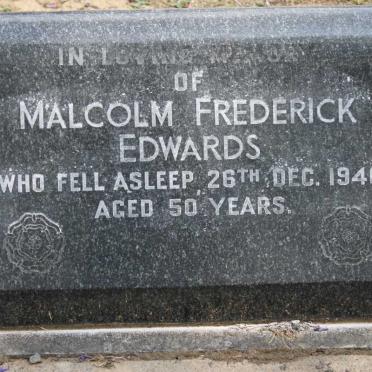 IN LOVING MEMORY
OF
MALCOLM FREDERICK
EDWARDS
WHO FELL ASLEEP 26TH DEC. 194
AGED 50 YEARS.